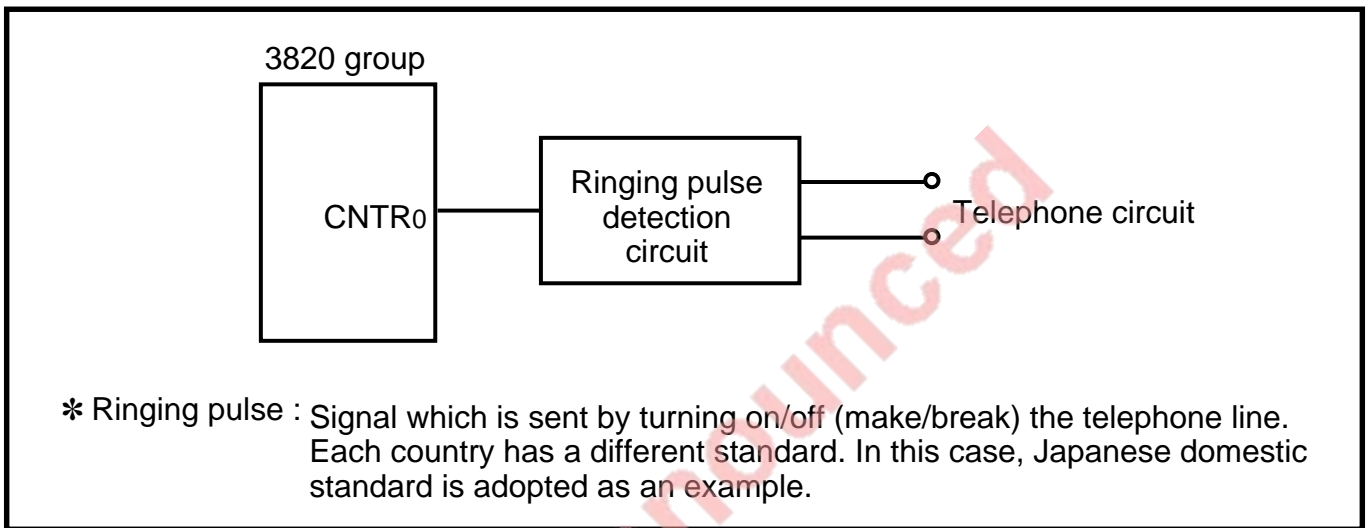 3820 group
CNTR0
Ringing pulse
detection
circuit
Telephone circuit
✽ Ringing pulse : Signal which is sent by turning on/off (make/break) the telephone line.
Each country has a different standard. In this case, Japanese domestic
standard is adopted as an example.
nounced